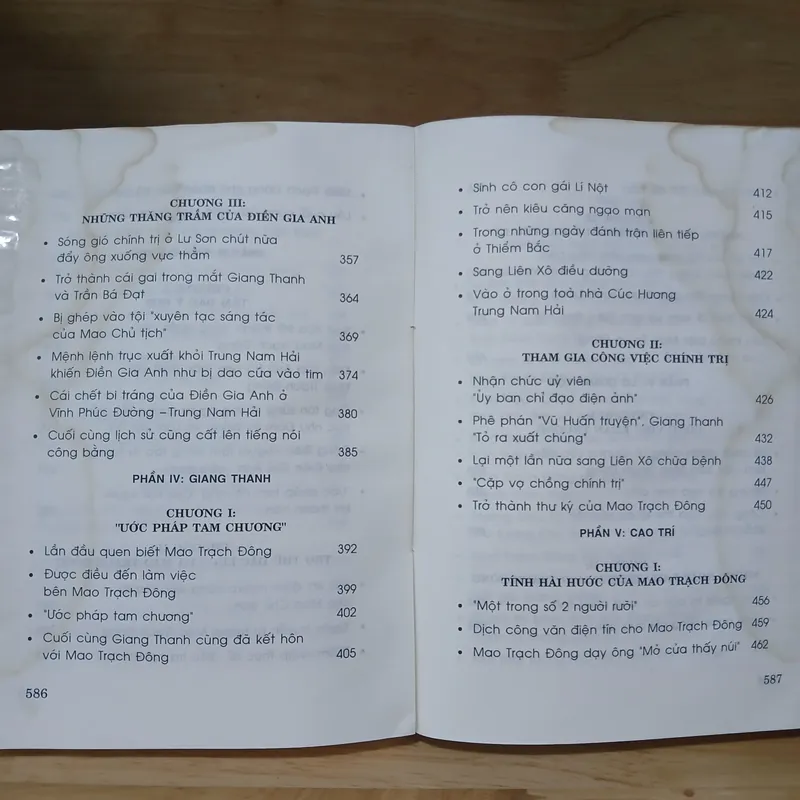 CHƯƠNG III:
NHỮNG THĂNG TRẦM CỦA ĐIỀN GIA ANH
• Sóng gió chính trị ở Lư Sơn chút nữa
đẩy ông xuống vực thẳm 357
• Trở thành cái gai trong mắt Giang Thanh
và Trần Bá Đạt 364
• Bị ghép vào tội "xuyên tạc sáng tác
của Mao Chủ tịch" 369
• Mệnh lệnh trục xuất khỏi Trung Nam Hải
khiến Điền Gia Anh như bị dao cứa vào tim 374
• Cái chết bi tráng của Điền Gia Anh ở
Vĩnh Phúc Đường – Trung Nam Hải 380
• Cuối cùng lịch sử cũng cất lên tiếng nói
công bằng 385
PHẦN IV: GIANG THANH
CHƯƠNG I:
"ƯỚC PHÁP TAM CHƯƠNG"
• Lần đầu quen biết Mao Trạch Đông 392
• Được điều đến làm việc
bên Mao Trạch Đông 399
• "Ước pháp tam chương" 402
• Cuối cùng Giang Thanh cũng đã kết hôn
với Mao Trạch Đông 405
586
• Sinh cô con gái Lí Nột 412
• Trở nên kiêu căng ngạo mạn 415
• Trong những ngày đánh trận liên tiếp
ở Thiểm Bắc 417
• Sang Liên Xô điều dưỡng 422
• Vào ở trong toà nhà Cúc Hương
Trung Nam Hải 424
CHƯƠNG II:
THAM GIA CÔNG VIỆC CHÍNH TRỊ
• Nhận chức uỷ viên
"Ủy ban chỉ đạo điện ảnh" 426
• Phê phán "Vũ Huấn truyện". Giang Thanh
"Tỏ ra xuất chúng" 432
• Lại một lần nữa sang Liên Xô chữa bệnh 438
• "Cặp vợ chồng chính trị" 447
• Trở thành thư ký của Mao Trạch Đông 450
PHẦN V: CAO TRÍ
CHƯƠNG I:
TÍNH HÀI HƯỚC CỦA MAO TRẠCH ĐÔNG
• "Một trong số 2 người rưỡi" 456
• Dịch công văn điện tín cho Mao Trạch Đông 459
• Mao Trạch Đông dạy ông "Mở cửa thấy núi" 462
587